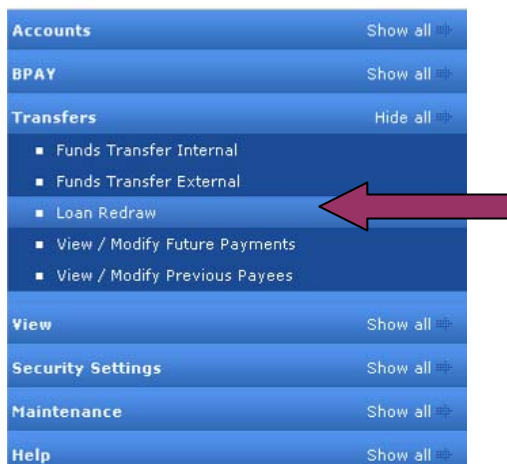 Accounts Show all
BPAY Show all
Transfers Hide all
Funds Transfer Internal
Funds Transfer External
Loan Redraw
View / Modify Future Payments
View / Modify Previous Payees
View Show all
Security Settings Show all
Maintenance Show all
Help Show all